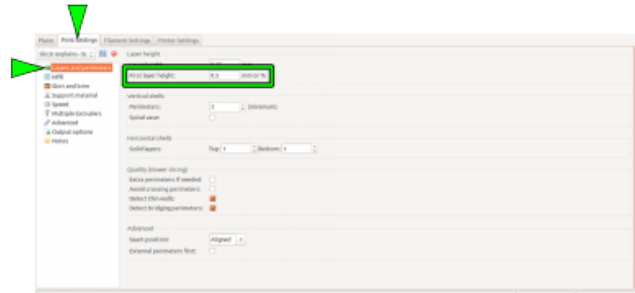 Plater Print Settings Filament Settings Printer Settings
Layer height
Layers and perimeters
First layer height: 0.5 mm or %
Infill
Skirt and brim
Support material
Speed
Multiple Extruders
Advanced
Output options
Notes
Vertical shells
Perimeters: 3 (minimum)
Spiral vase:
Horizontal shells
Solid layers: Top: Bottom:
Quality (slower slicing)
Extra perimeters if needed:
Avoid crossing perimeters:
Detect thin walls:
Detect bridging perimeters:
Advanced
Seam position: Aligned
External perimeters first: